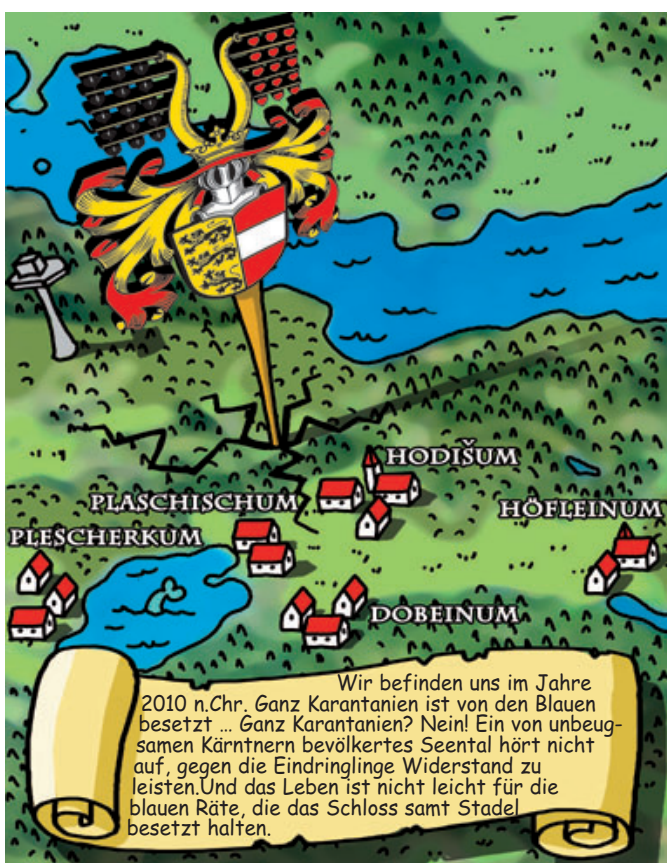 HODIŠUM
PLASCHISCHUM
HÖFLEINUM
PLESCHERKUM
DOBEINUM
Wir befinden uns im Jahre
2010 n.Chr. Ganz Karantanien ist von den Blauen
besetzt ... Ganz Karantanien? Nein! Ein von unbeug-
samen Kärntnern bevölkertes Seental hört nicht
auf, gegen die Eindringlinge Widerstand zu
leisten.Und das Leben ist nicht leicht für die
blauen Räte, die das Schloss samt Stadel
besetzt halten.